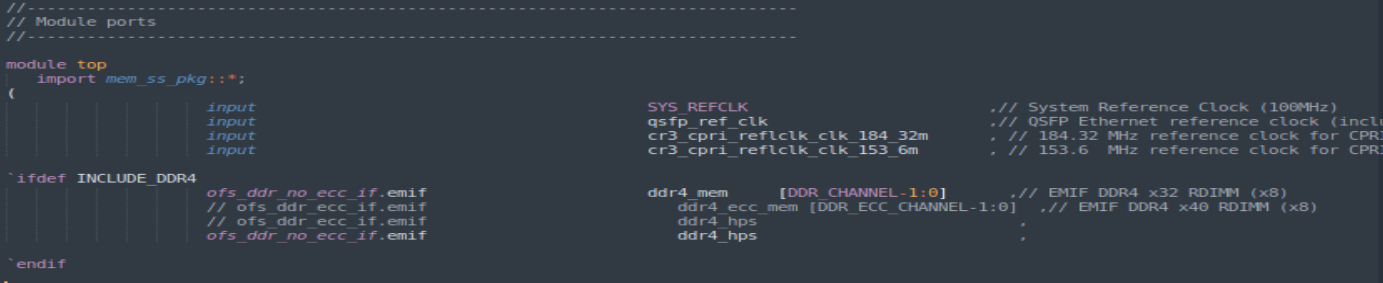 //-----------------------------------------------------------------------------
// Module ports
//-----------------------------------------------------------------------------
module top
import mem_ss_pkg::*;
(
input SYS_REFCLK ,// System Reference Clock (100MHz)
input qsfp_ref_clk ,// QSFP Ethernet reference clock (inclu
input cr3_cpri_reflclk_clk_184_32m , // 184.32 MHz reference clock for CPRI
input cr3_cpri_reflclk_clk_153_6m , // 153.6 MHz reference clock for CPRI
`ifdef INCLUDE_DDR4
ofs_ddr_no_ecc_if.emif ddr4_mem [DDR_CHANNEL-1:0] ,// EMIF DDR4 x32 RDIMM (x8)
// ofs_ddr_ecc_if.emif ddr4_ecc_mem [DDR_ECC_CHANNEL-1:0] ,// EMIF DDR4 x40 RDIMM (x8)
// ofs_ddr_ecc_if.emif ddr4_hps ,
ofs_ddr_no_ecc_if.emif ddr4_hps ,
`endif